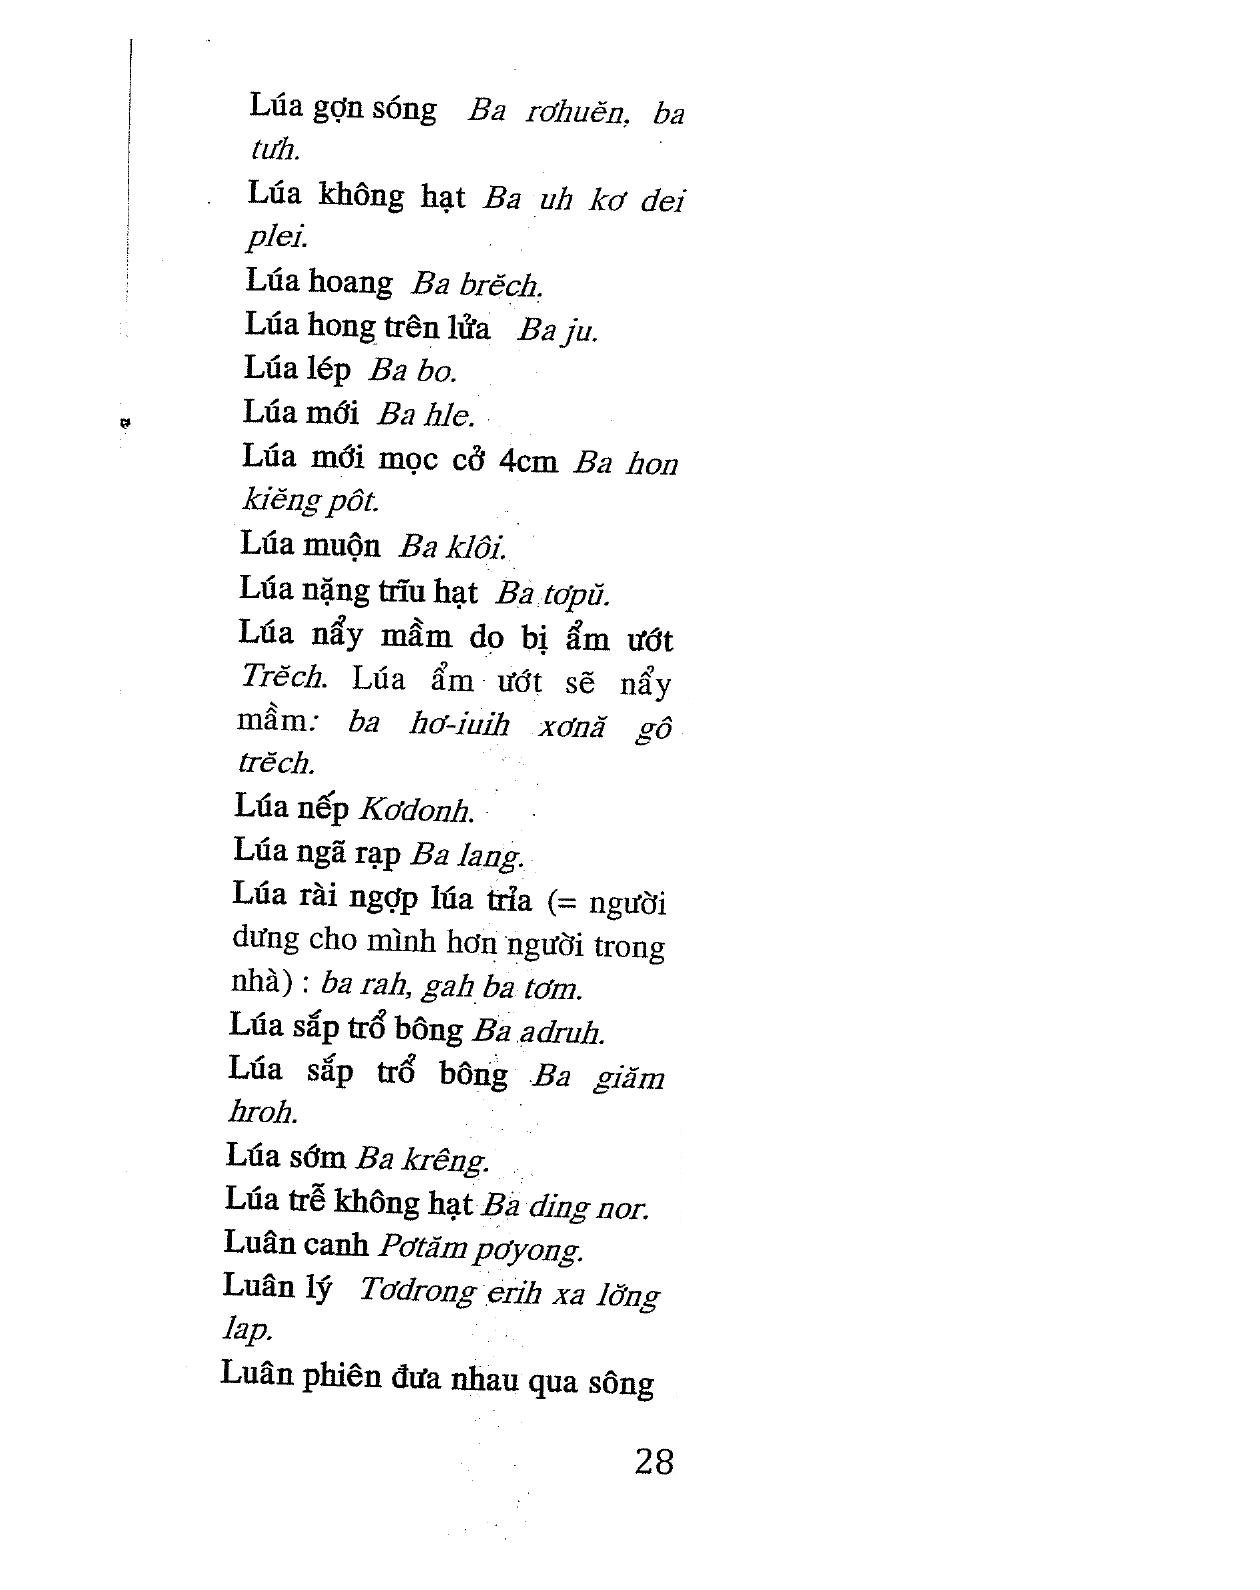 Lúa gợn sóng Ba rơhuĕn, ba
tưh.
Lúa không hạt Ba uh kơ dei
plei.
Lúa hoang Ba brĕch.
Lúa hong trên lửa Ba ju.
Lúa lép Ba bo.
Lúa mới Ba hle.
Lúa mới mọc cở 4cm Ba hon
kiĕng pôt.
Lúa muộn Ba klôi.
Lúa nặng trĩu hạt Ba tơpŭ.
Lúa nẩy mầm do bị ẩm ướt
Trĕch. Lúa ẩm ướt sẽ nẩy
mầm: ba hơ-iuih xơnă gô
trĕch.
Lúa nếp Kơdonh.
Lúa ngã rạp Ba lang.
Lúa rài ngợp lúa trỉa (= người
dưng cho mình hơn người trong
nhà) : ba rah, gah ba tơm.
Lúa sắp trổ bông Ba adruh.
Lúa sắp trổ bông Ba giăm
hroh.
Lúa sớm Ba krêng.
Lúa trễ không hạt Ba ding nor.
Luân canh Pơtăm pơyong.
Luân lý Tơdrong erih xa lơ̆ng
lap.
Luân phiên đưa nhau qua sông
28